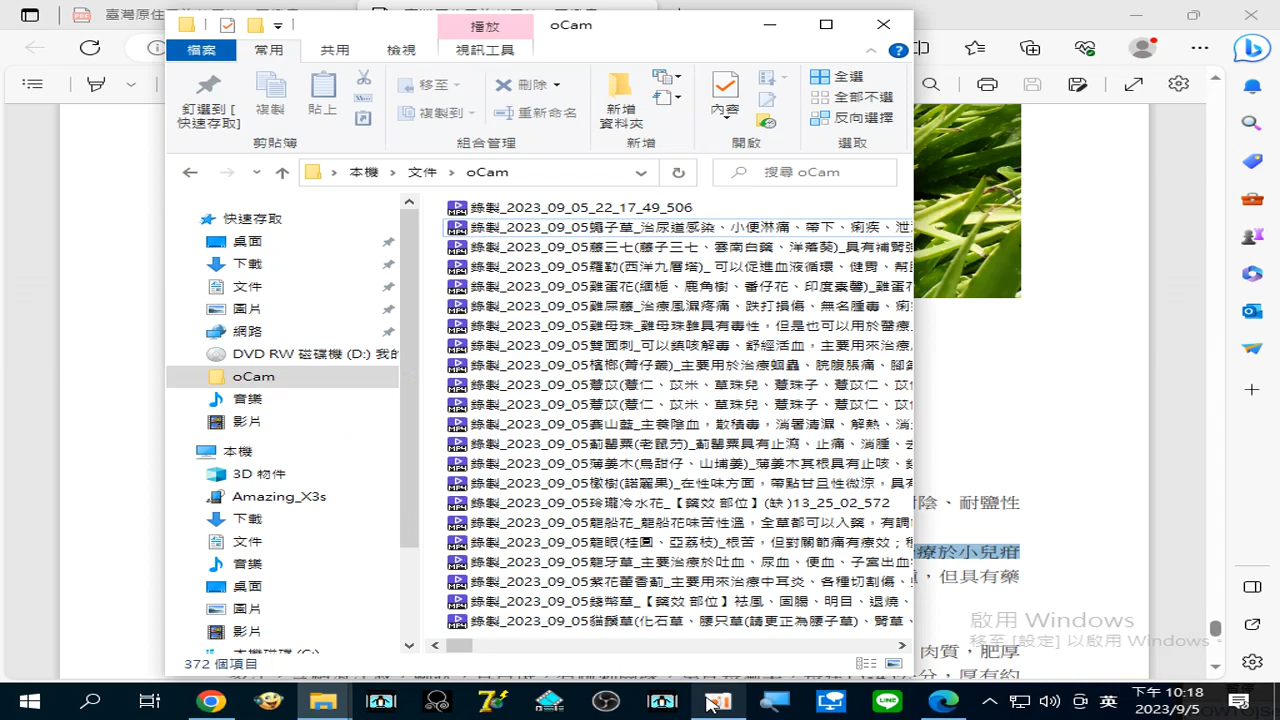 播放
oCam
檔案
常用
共用
檢視
視訊工具
釘選到 [
快速存取]
複製
貼上
剪貼簿
移至
複製到
刪除
重新命名
組合管理
新增
資料夾
新增
內容
開啟
全選
全部不選
反向選擇
選取
本機
文件
oCam
搜尋 oCam
快速存取
桌面
下載
文件
圖片
網路
DVD RW 磁碟機 (D:) 我的
oCam
音樂
影片
本機
3D 物件
Amazing_X3s
下載
文件
音樂
桌面
圖片
影片
372 個項目
錄製_2023_09_05_22_17_49_506
錄製_2023_09_05蠅子草_治尿道感染、小便淋痛、帶下、痢疾、泄
錄製_2023_09_05藤三七(藤子三七、雲南白藥、洋落葵)_具有補腎強
錄製_2023_09_05羅勒(西洋九層塔)_ 可以促進血液循環、健胃、幫
錄製_2023_09_05雞蛋花(緬梔、鹿角樹、番仔花、印度素馨)_雞蛋花
錄製_2023_09_05雞屎藤_治療風濕疼痛、跌打損傷、無名腫毒、痢
錄製_2023_09_05雞母珠_雞母珠雖具有毒性，但是也可以用於醫療
錄製_2023_09_05雙面刺_可以鎮咳解毒、舒經活血，主要用來治療
錄製_2023_09_05檳榔(菁仔叢)_主要用於治療蛔蟲、脘腹脹痛、腳
錄製_2023_09_05薏苡(薏仁、苡米、草珠兒、薏珠子、薏苡仁、苡
錄製_2023_09_05薏苡(薏仁、苡米、草珠兒、薏珠子、薏苡仁、苡
錄製_2023_09_05 山藍_主養陰血，散積毒，消署濤濕、解熱、消
錄製_2023_09_05薊罌粟(老鼠艻)_薊罌粟具有止瀉、止痛、消腫、去
錄製_2023_09_05薄姜木(烏甜仔、山埔姜)_薄姜木其根具有止咳、
錄製_2023_09_05檄樹(諾麗果)_在性味方面，帶點甘且性微涼，具
錄製_2023_09_05玲瓏冷水花_【藥效 部位】(缺)13_25_02_572
錄製_2023_09_05龍船花_龍船花味苦性溫，全草都可以入藥，有調
錄製_2023_09_05龍眼(桂圓、亞荔枝)_根苦，但對關節痛有療效；種
錄製_2023_09_05龍牙草_主要治療於吐血、尿血、便血、子宮出血
錄製_2023_09_05紫花藿香薊_主要用來治療中耳炎、各種切割傷、
錄製_2023_09_05錢幣草_【藥效 部位】袪風、固腸、明目、退燒、
錄製_2023_09_05貓鬚草(化石草、腰只草(請更正為腰子草)、腎草、
耐陰、耐鹽性
療於小兒疳
，但具有藥
啟用 Windows
移至 [設定] 以啟用 Windows。
肉質，肥厚
分，厚有約
英
下午 10:18
2023/9/5